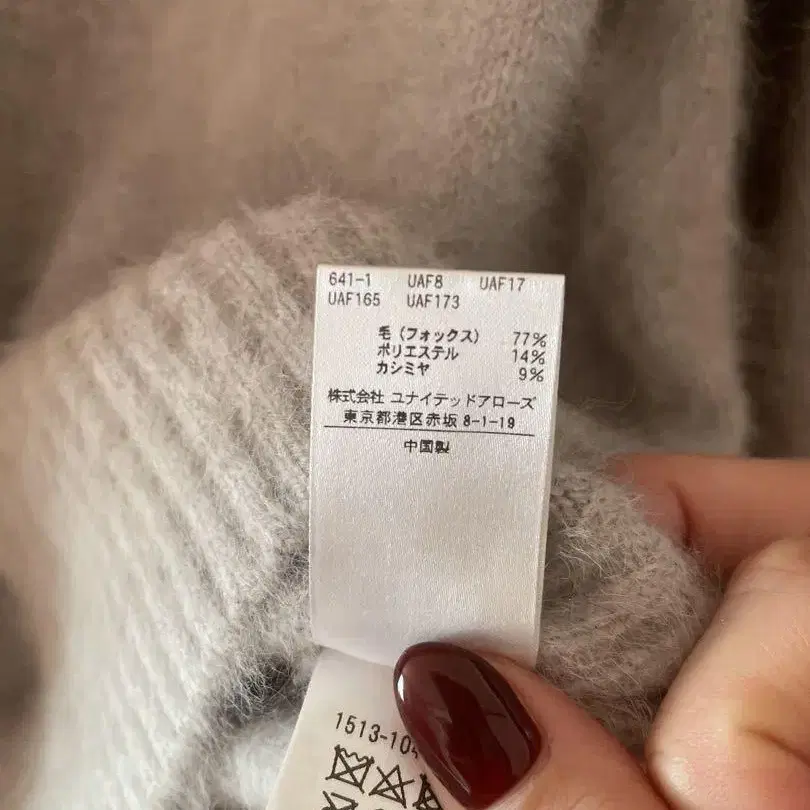 641-1 UAF8 UAF17
UAF165 UAF173
毛(フォックス) 77%
ポリエステル 14%
カシミヤ 9%
株式会社 ユナイテッドアローズ
東京都港区赤坂 8-1-19
中国製
1513-10